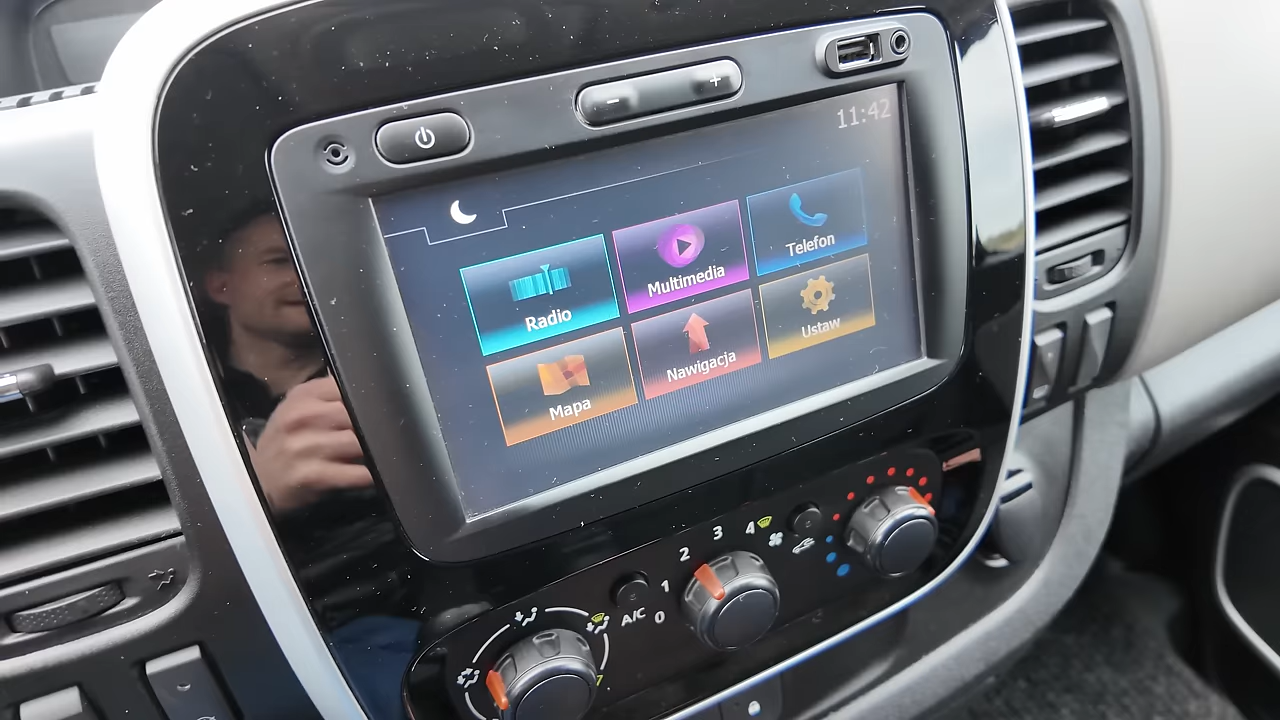 - +
11:42
Radio
Multimedia
Telefon
Mapa
Nawigacja
Ustaw
A/C
0 1 2 3 4